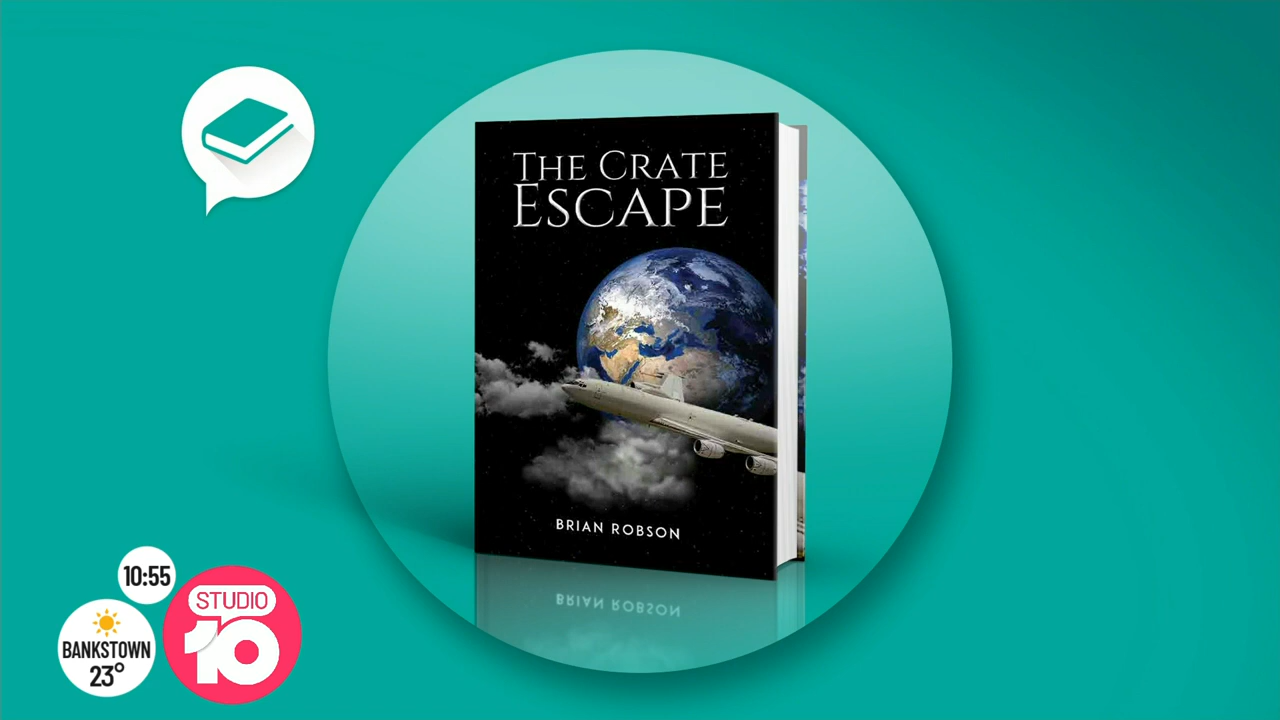 THE CRATE
ESCAPE
BRIAN ROBSON
BRIAN ROBSON
10:55
STUDIO
10
BANKSTOWN
23°